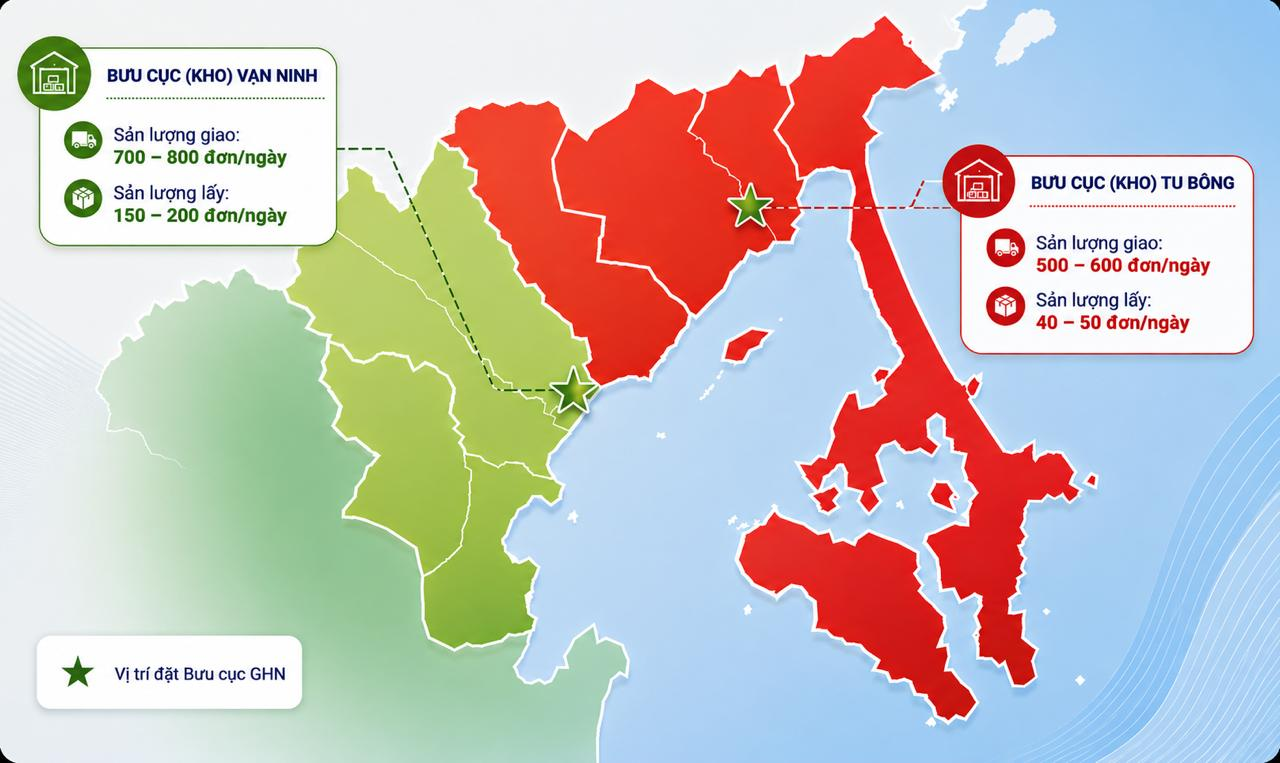 BƯU CỤC (KHO) VẠN NINH
Sản lượng giao:
700 – 800 đơn/ngày
Sản lượng lấy:
150 – 200 đơn/ngày
BƯU CỤC (KHO) TU BÔNG
Sản lượng giao:
500 – 600 đơn/ngày
Sản lượng lấy:
40 – 50 đơn/ngày
Vị trí đặt Bưu cục GHN